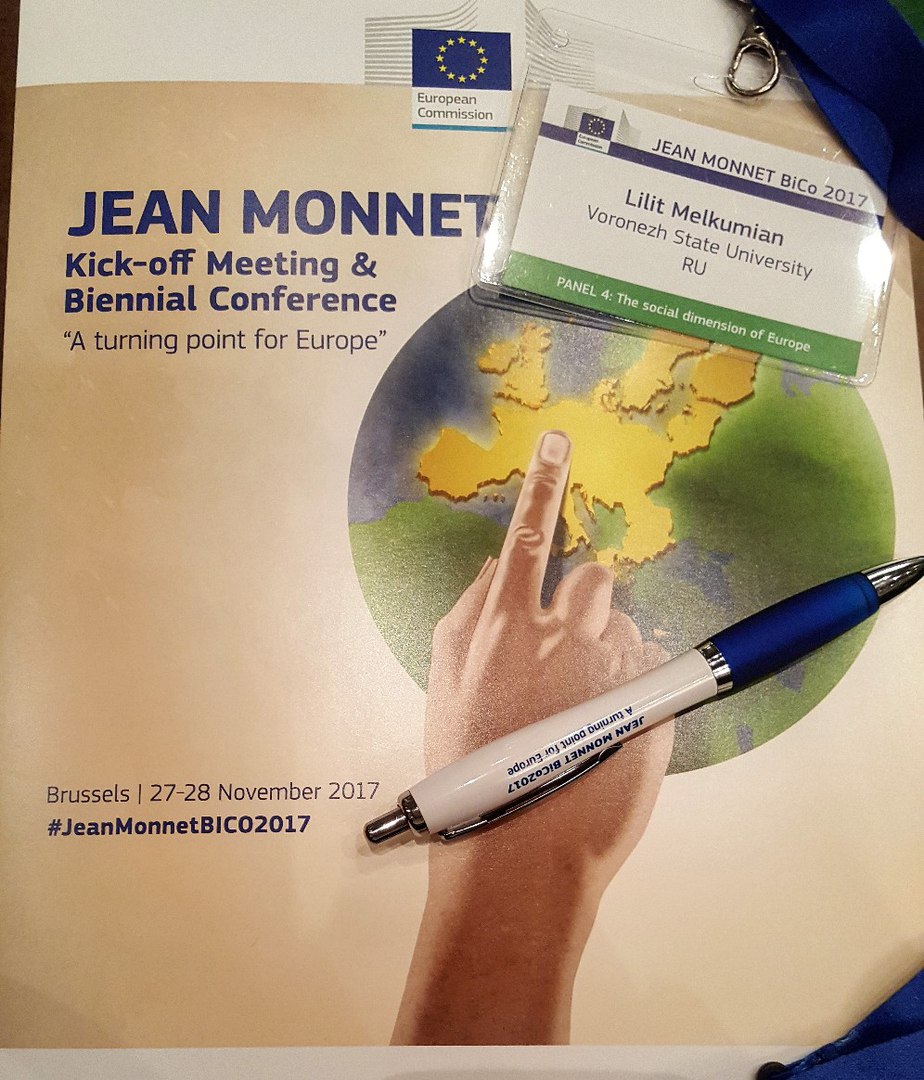 European
Commission
JEAN MONNET
Kick-off Meeting &
Biennial Conference
“A turning point for Europe”
European
Commission
JEAN MONNET BiCo 2017
Lilit Melkumian
Voronezh State University
RU
PANEL 4: The social dimension of Europe
JEAN MONNET BiCo2017
A turning point for Europe
Brussels | 27-28 November 2017
#JeanMonnetBICO2017